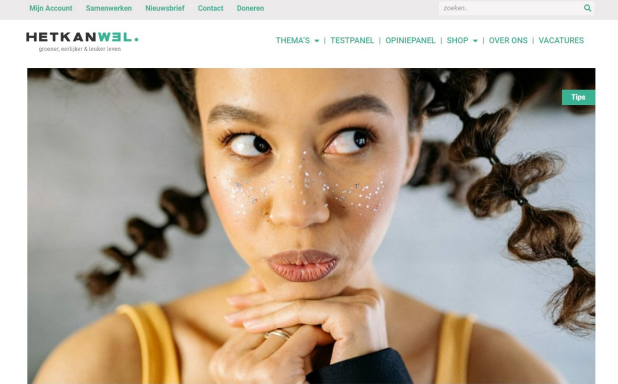 Mijn Account Samenwerken Nieuwsbrief Contact Doneren zoeken..
HETKANWEL.
groener, eerlijker & leuker leven
THEMA'S | TESTPANEL | OPINIEPANEL | SHOP | OVER ONS | VACATURES
Tips